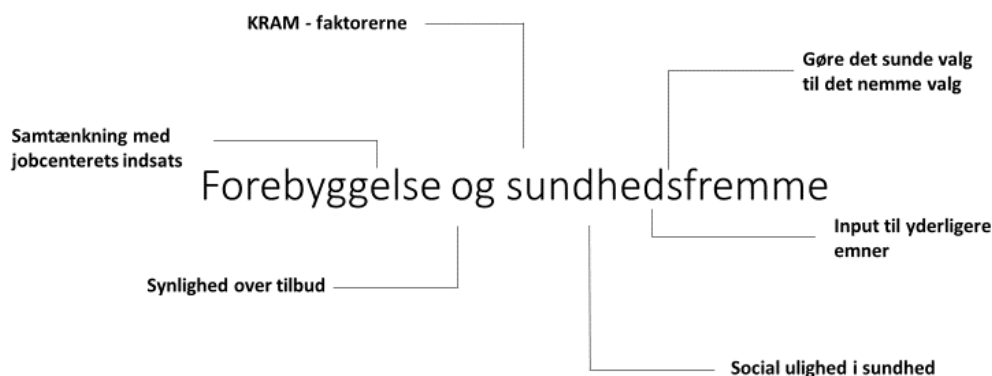 KRAM - faktorerne
Gøre det sunde valg
til det nemme valg
Samtænkning med
jobcenterets indsats
Forebyggelse og sundhedsfremme
Input til yderligere
emner
Synlighed over tilbud
Social ulighed i sundhed